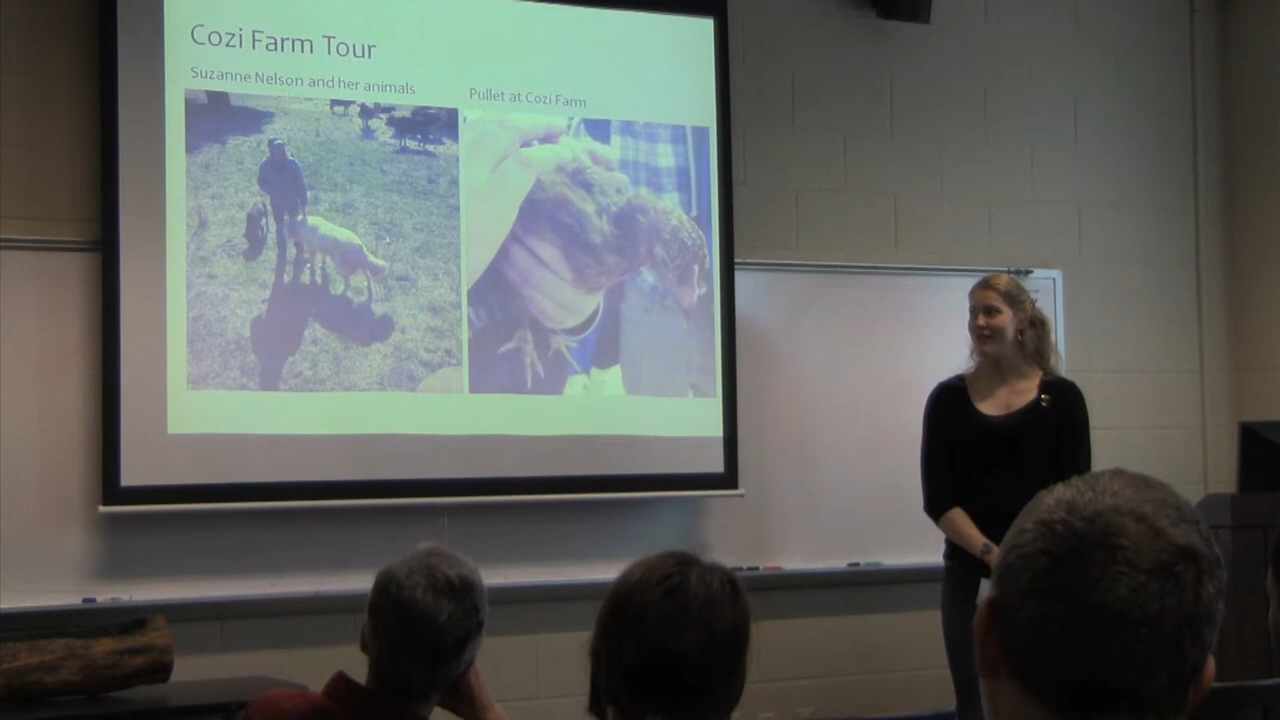 Cozi Farm Tour
Suzanne Nelson and her animals
Pullet at Cozi Farm